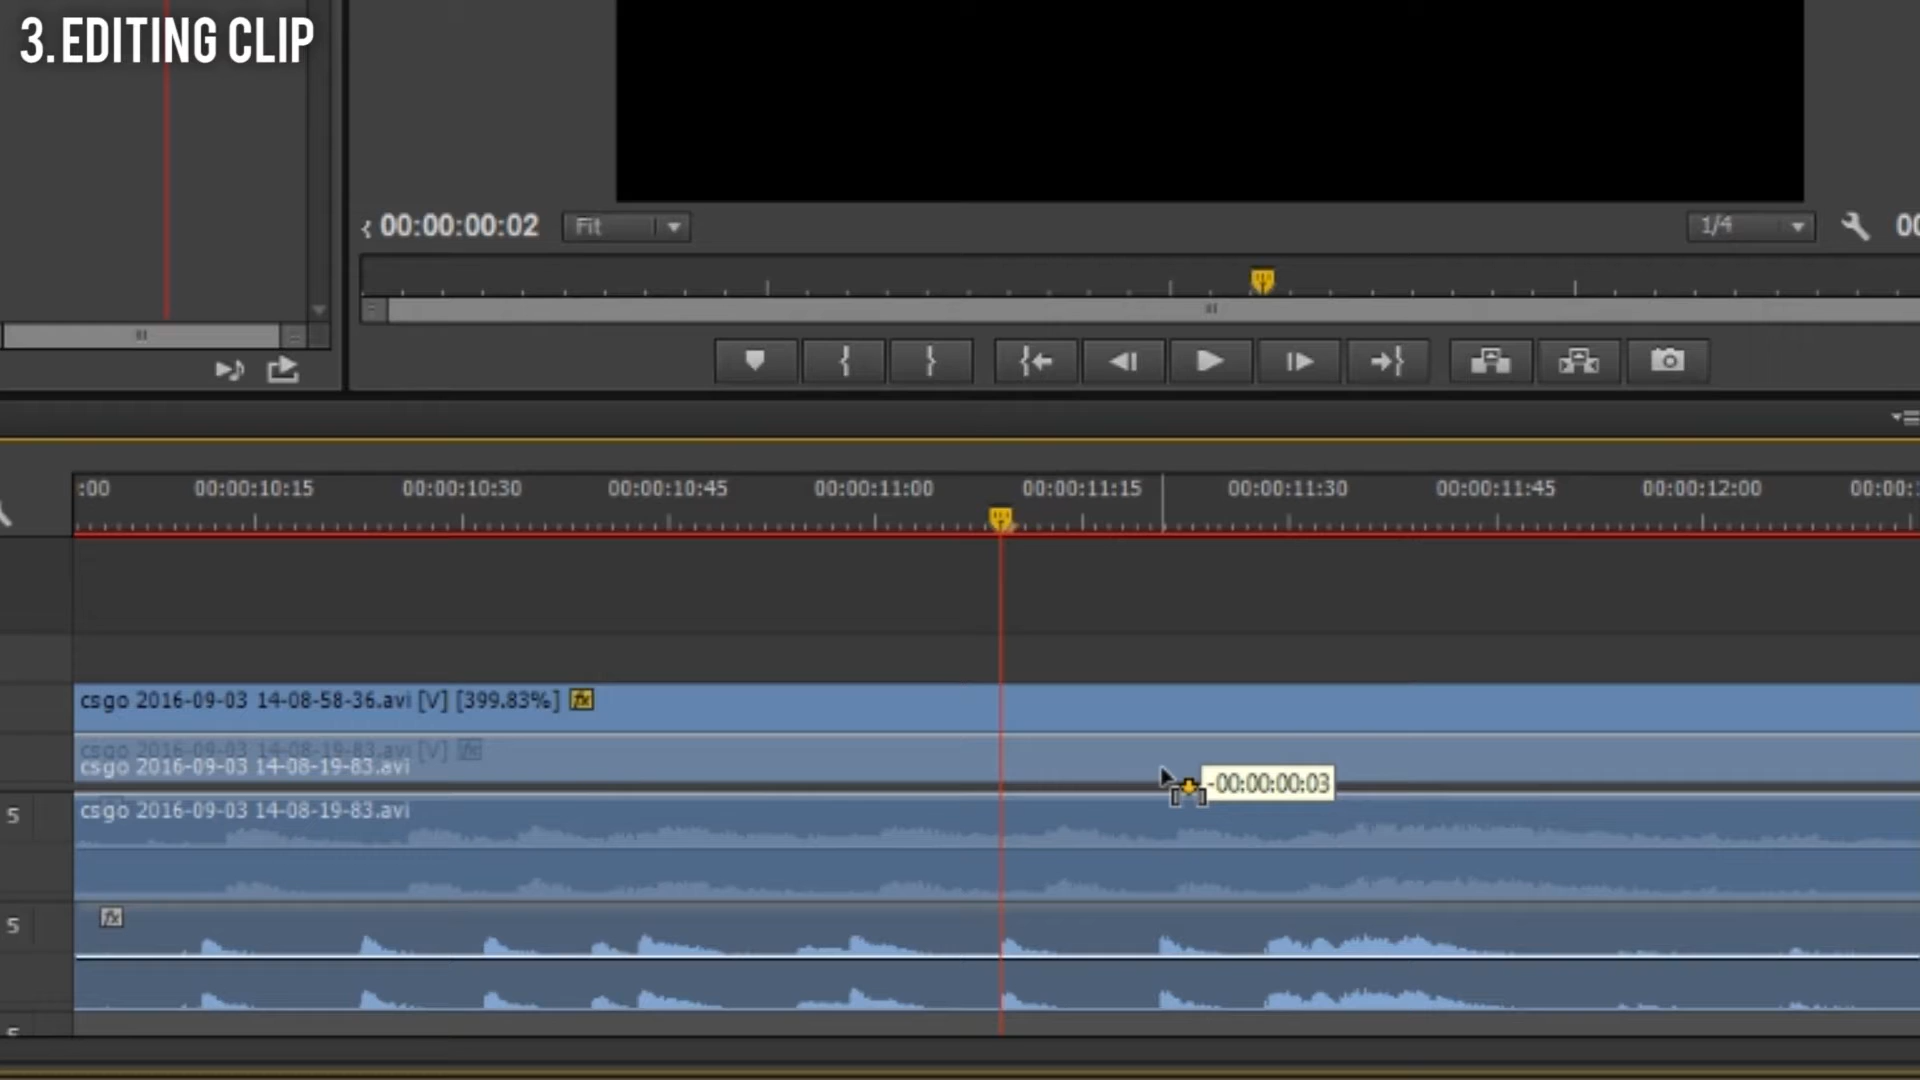 3. EDITING CLIP
00:00:00:02
Fit
1/4
00
:00
00:00:10:15
00:00:10:30
00:00:10:45
00:00:11:00
00:00:11:15
00:00:11:30
00:00:11:45
00:00:12:00
00:00:
csgo 2016-09-03 14-08-58-36.avi [V] [399.83%] fx
csgo 2016-09-03 14-08-19-83.avi [V] fx
csgo 2016-09-03 14-08-19-83.avi
-00:00:00:03
S
csgo 2016-09-03 14-08-19-83.avi
S
fx